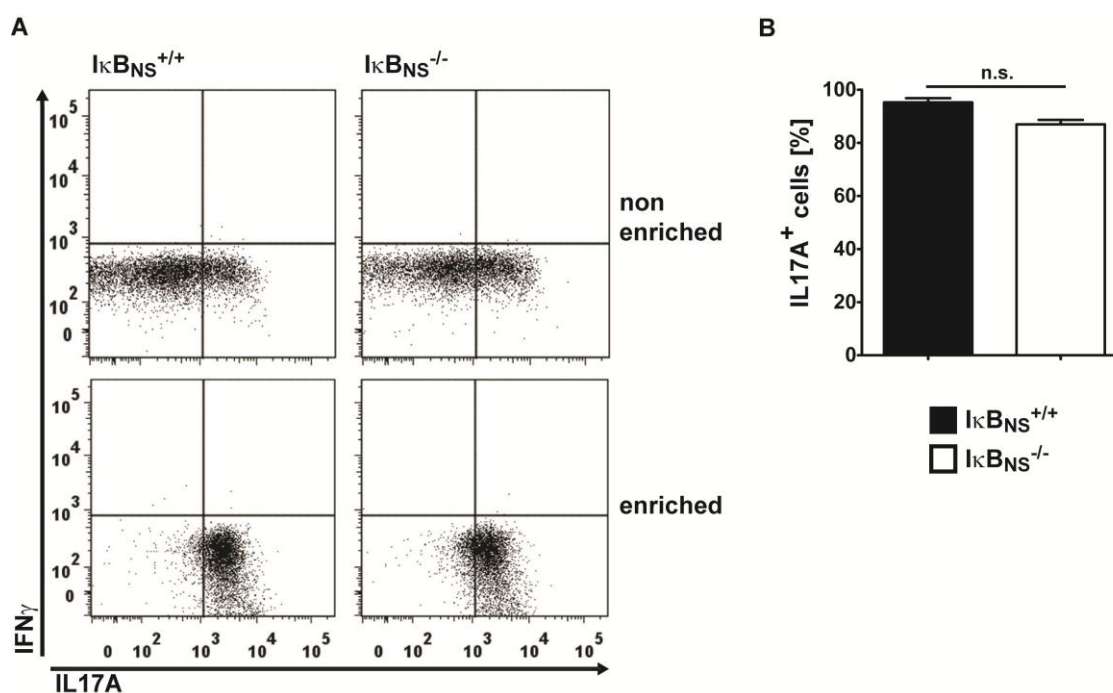 A
IκBNS+/+
IκBNS-/-
10^5
10^4
10^3
10^2
0
non
enriched
10^5
10^4
10^3
10^2
0
enriched
0 10^2 10^3 10^4 10^5
0 10^2 10^3 10^4 10^5
IFNγ
IL17A
B
n.s.
100
80
60
40
20
0
IL17A+ cells [%]
IκBNS+/+
IκBNS-/-